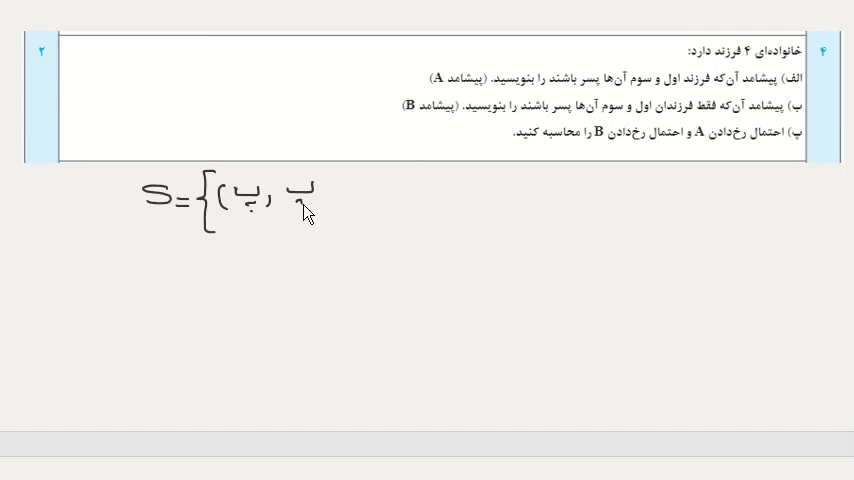 ۴ خانواده‌ای ۴ فرزند دارد: ۲
الف) پیشامد آن‌که فرزند اول و سوم آن‌ها پسر باشند را بنویسید. (پیشامد A)
ب) پیشامد آن‌که فقط فرزندان اول و سوم آن‌ها پسر باشند را بنویسید. (پیشامد B)
پ) احتمال رخ‌دادن A و احتمال رخ‌دادن B را محاسبه کنید.
S = { (پ, پ